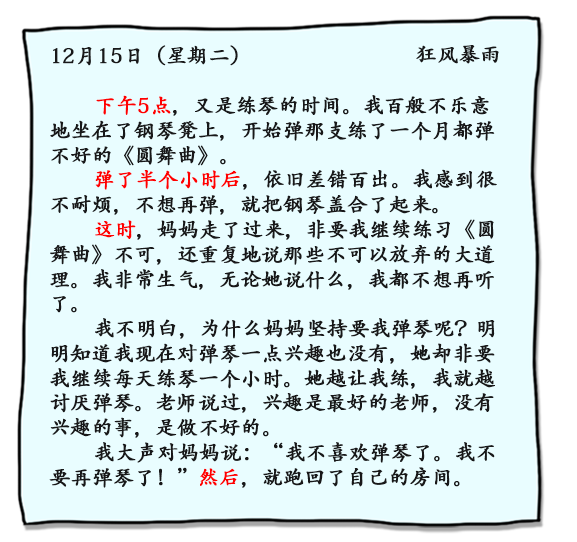 12月15日（星期二） 狂风暴雨
下午5点，又是练琴的时间。我百般不乐意
地坐在了钢琴凳上，开始弹那支练了一个月都弹
不好的《圆舞曲》。
弹了半个小时后，依旧差错百出。我感到很
不耐烦，不想再弹，就把钢琴盖合了起来。
这时，妈妈走了过来，非要我继续练习《圆
舞曲》不可，还重复地说那些不可以放弃的大道
理。我非常生气，无论她说什么，我都不想再听
了。
我不明白，为什么妈妈坚持要我弹琴呢？明
明知道我现在对弹琴一点兴趣也没有，她却非要
我继续每天练琴一个小时。她越让我练，我就越
讨厌弹琴。老师说过，兴趣是最好的老师，没有
兴趣的事，是做不好的。
我大声对妈妈说：“我不喜欢弹琴了。我不
要再弹琴了！”然后，就跑回了自己的房间。